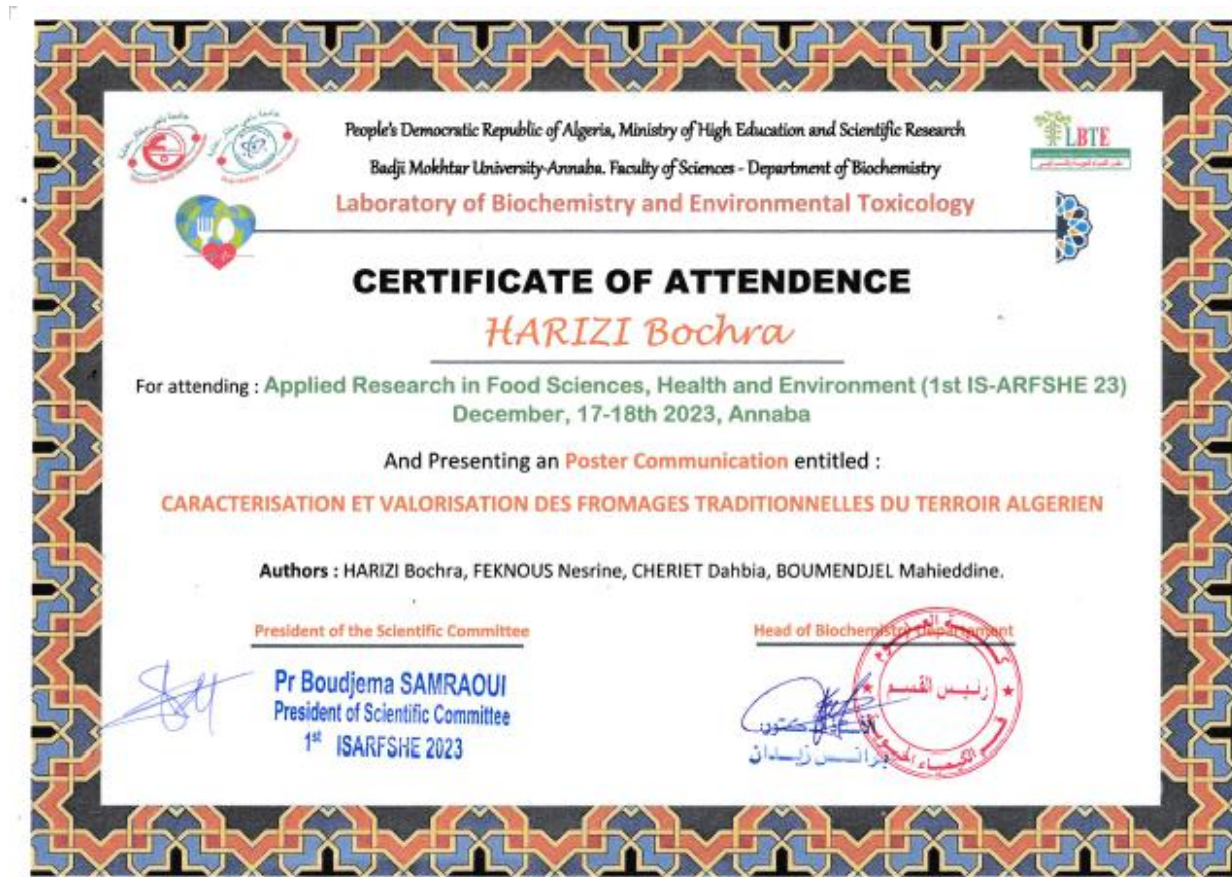 People's Democratic Republic of Algeria, Ministry of High Education and Scientific Research
Badji Mokhtar University-Annaba. Faculty of Sciences - Department of Biochemistry
LBTE
Laboratory of Biochemistry and Environmental Toxicology
CERTIFICATE OF ATTENDENCE
HARIZI Bochra
For attending : Applied Research in Food Sciences, Health and Environment (1st IS-ARFSHE 23)
December, 17-18th 2023, Annaba
And Presenting an Poster Communication entitled :
CARACTERISATION ET VALORISATION DES FROMAGES TRADITIONNELLES DU TERROIR ALGERIEN
Authors : HARIZI Bochra, FEKNOUS Nesrine, CHERIET Dahbia, BOUMENDJEL Mahieddine.
President of the Scientific Committee
Head of Biochemistry Department
Pr Boudjema SAMRAOUI
President of Scientific Committee
1st ISARFSHE 2023
رئيس القسم